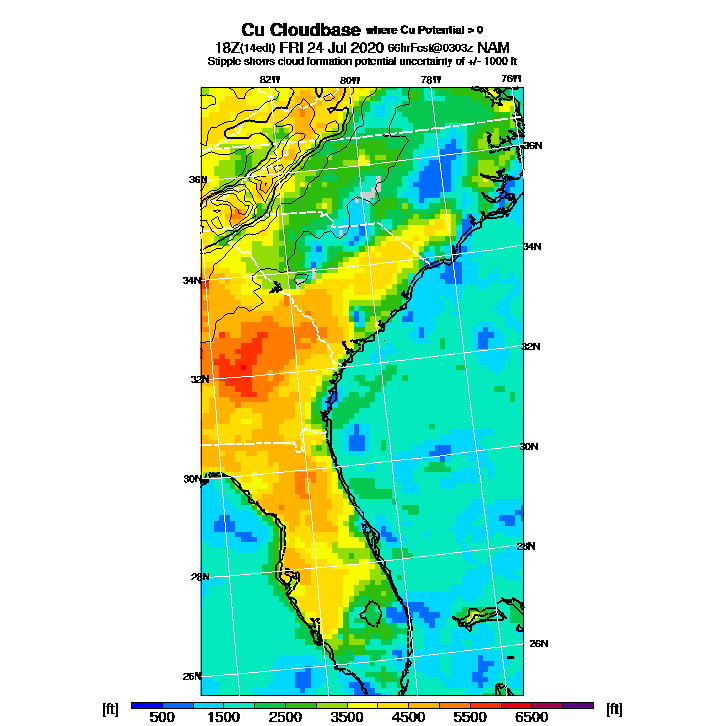 Cu Cloudbase where Cu Potential > 0
18Z(14edt) FRI 24 Jul 2020 66hrFcst@0303z NAM
Stipple shows cloud formation potential uncertainty of +/- 1000 ft
82W 80W 78W 76W
36N
36N
34N
34N
32N
32N
30N
30N
28N
28N
26N
26N
[ft] [ft]
500 1500 2500 3500 4500 5500 6500